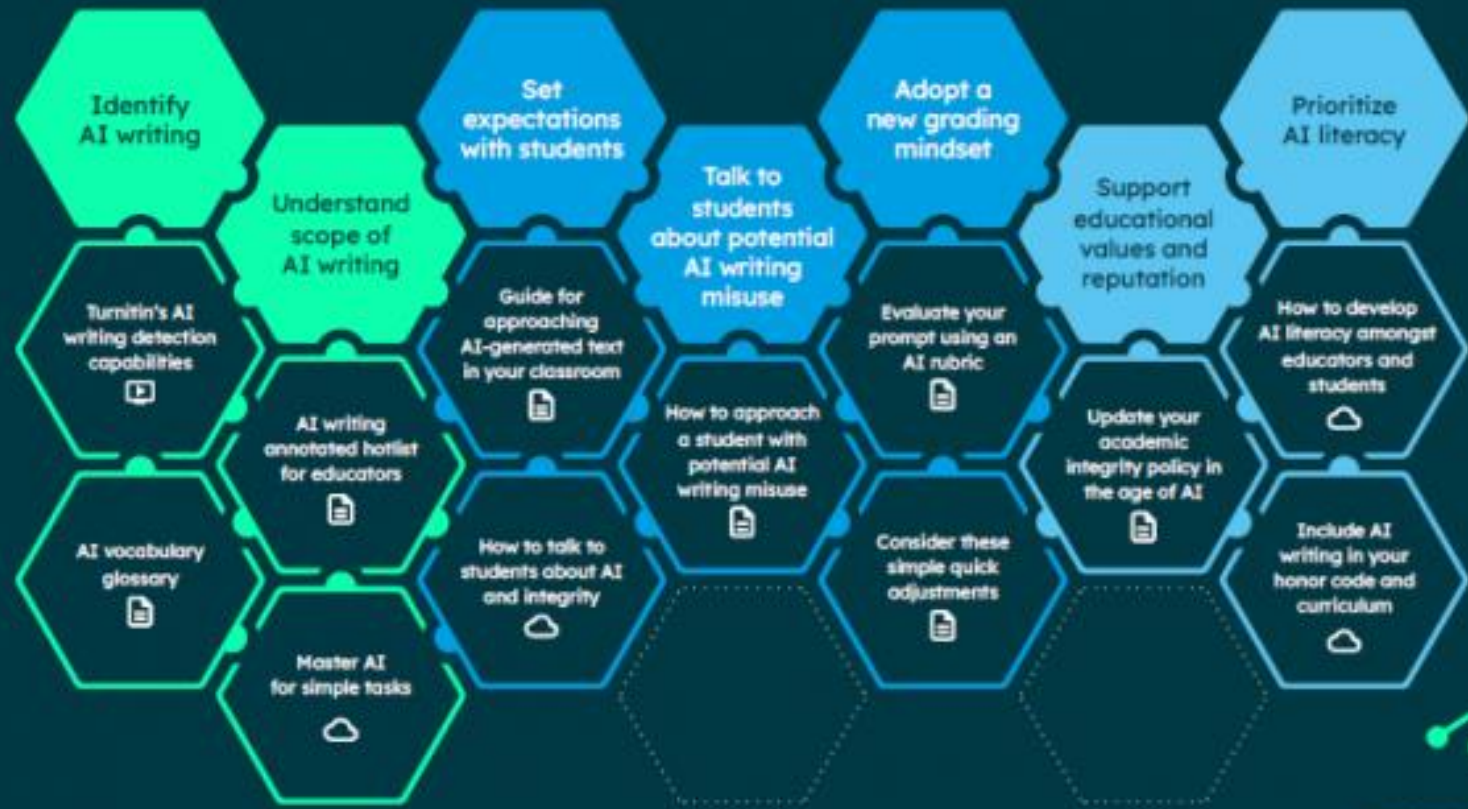 Identify
AI writing
Turnitin's AI
writing detection
capabilities
AI vocabulary
glossary
Understand
scope of
AI writing
AI writing
annotated hotlist
for educators
Master AI
for simple tasks
Set
expectations
with students
Guide for
approaching
AI-generated text
in your classroom
How to talk to
students about AI
and integrity
Talk to
students
about potential
AI writing
misuse
How to approach
a student with
potential AI
writing misuse
Adopt a
new grading
mindset
Evaluate your
prompt using an
AI rubric
Consider these
simple quick
adjustments
Support
educational
values and
reputation
Update your
academic
integrity policy in
the age of AI
Prioritize
AI literacy
How to develop
AI literacy amongst
educators and
students
Include AI
writing in your
honor code and
curriculum